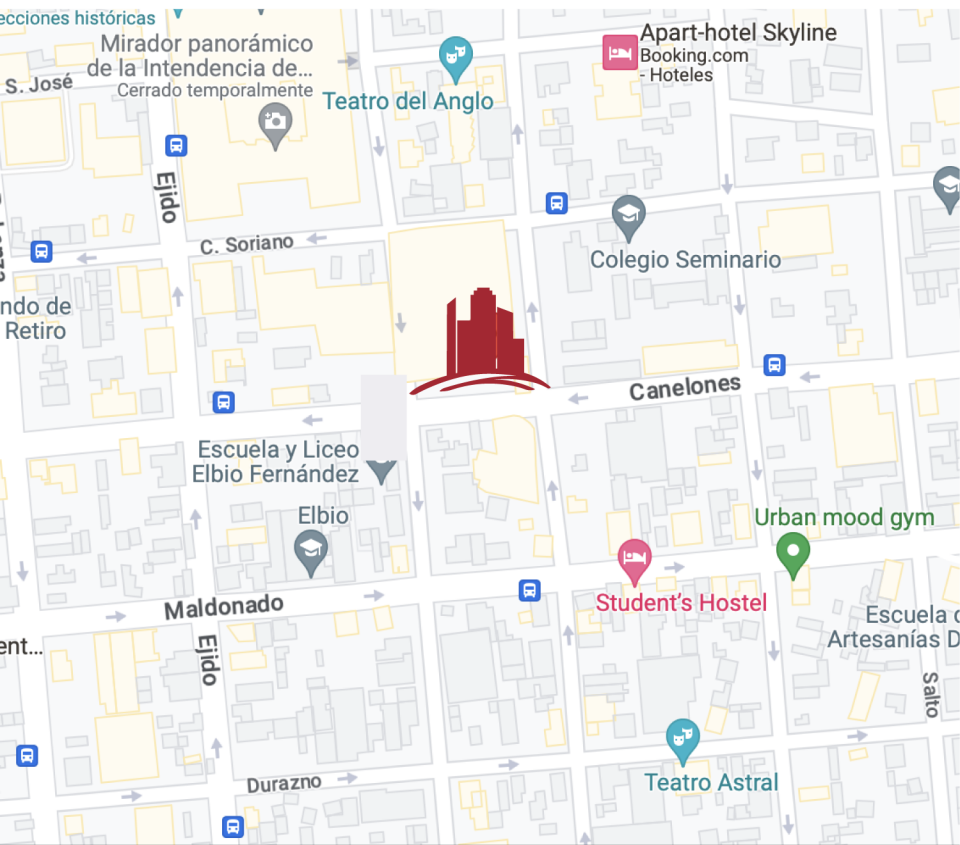 ecciones históricas
Mirador panorámico
de la Intendencia de...
Cerrado temporalmente
S. José
Teatro del Anglo
Apart-hotel Skyline
Booking.com
- Hoteles
Ejido
C. Soriano
Colegio Seminario
ndo de
Retiro
Canelones
Escuela y Liceo
Elbio Fernández
Elbio
Urban mood gym
Maldonado
Student's Hostel
Escuela d
Artesanías D
ent...
Ejido
Salto
Durazno
Teatro Astral